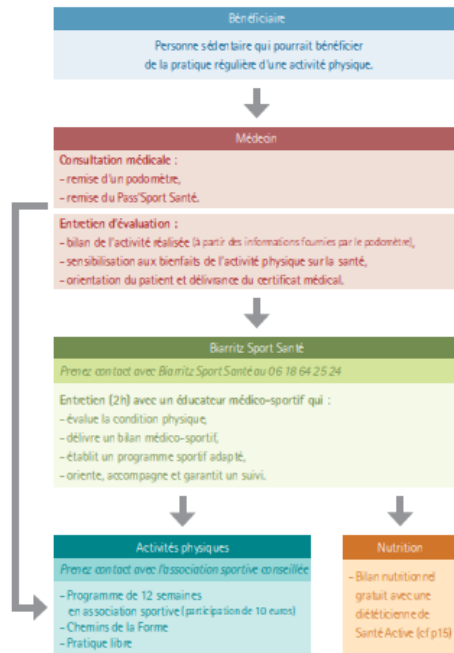 Bénéficiaire
Personne sédentaire qui pourrait bénéficier
de la pratique régulière d'une activité physique.
Médecin
Consultation médicale :
– remise d'un podomètre,
– remise du Pass'Sport Santé.
Entretien d'évaluation :
– bilan de l'activité réalisée (à partir des informations fournies par le podomètre),
– sensibilisation aux bienfaits de l'activité physique sur la santé,
– orientation du patient et délivrance du certificat médical.
Biarritz Sport Santé
Prenez contact avec Biarritz Sport Santé au 06 18 64 25 24
Entretien (2h) avec un éducateur médico-sportif qui :
– évalue la condition physique,
– délivre un bilan médico-sportif,
– établit un programme sportif adapté,
– oriente, accompagne et garantit un suivi.
Activités physiques
Prenez contact avec l'association sportive conseillée
– Programme de 12 semaines
en association sportive (participation de 10 euros)
– Chemins de la Forme
– Pratique libre
Nutrition
– Bilan nutritionnel
gratuit avec une
diététicienne de
Santé Active (cf p15)